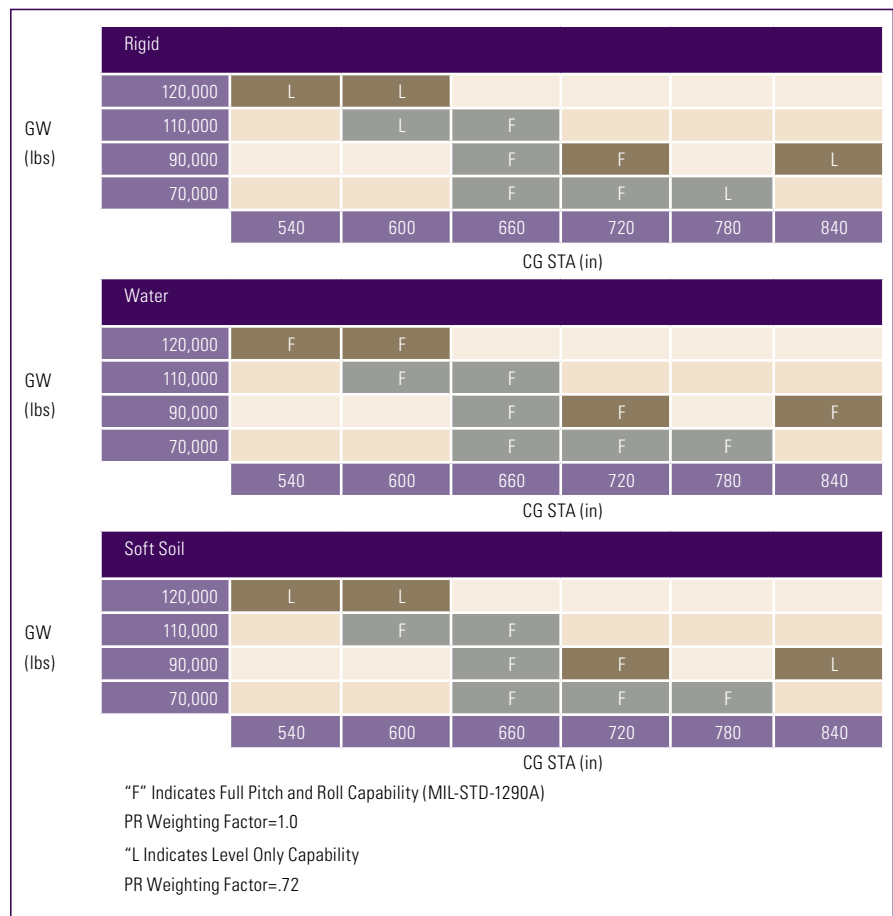 Rigid
120,000 L L
110,000 L F
GW
(lbs)
90,000 F F L
70,000 F F L
540 600 660 720 780 840
CG STA (in)
Water
120,000 F F
110,000 F F
GW
(lbs)
90,000 F F F
70,000 F F F
540 600 660 720 780 840
CG STA (in)
Soft Soil
120,000 L L
110,000 F F
GW
(lbs)
90,000 F F L
70,000 F F F
540 600 660 720 780 840
CG STA (in)
“F” Indicates Full Pitch and Roll Capability (MIL-STD-1290A)
PR Weighting Factor=1.0
“L Indicates Level Only Capability
PR Weighting Factor=.72